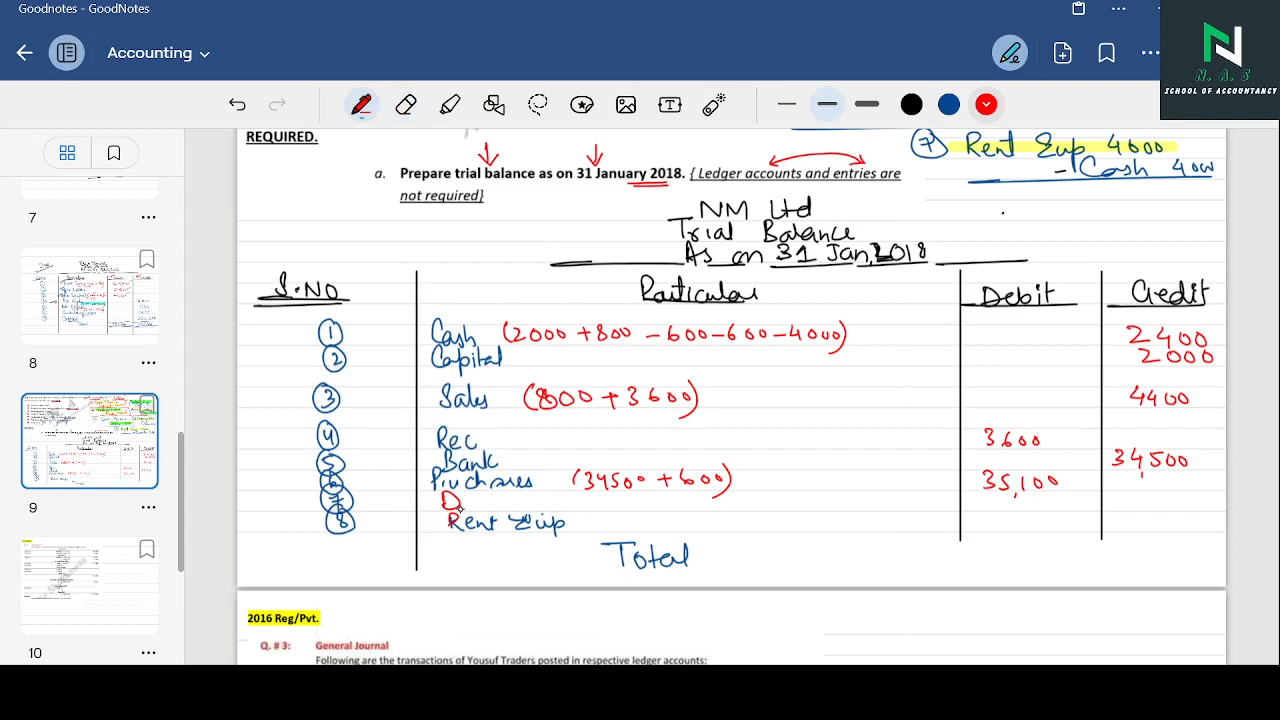 Goodnotes - GoodNotes
Accounting
N. A. S
SCHOOL OF ACCOUNTANCY
REQUIRED.
7 Rent Exp 4000
Cash 4000
a. Prepare trial balance as on 31 January 2018. { Ledger accounts and entries are
not required}
NM Ltd
Trial Balance
As on 31 Jan, 2018
S.NO Particular Debit Credit
1 Cash (2000 + 800 - 600 - 600 - 4000) 2400
2 Capital 2000
3 Sales (800 + 3600) 4400
4 Rec 3600
5 Bank 34,500
6 Purchases (34500 + 600) 35,100
7 D
8 Rent Exp
Total
7
8
9
10
2016 Reg/Pvt.
Q. # 3: General Journal
Following are the transactions of Yousuf Traders posted in respective ledger accounts: